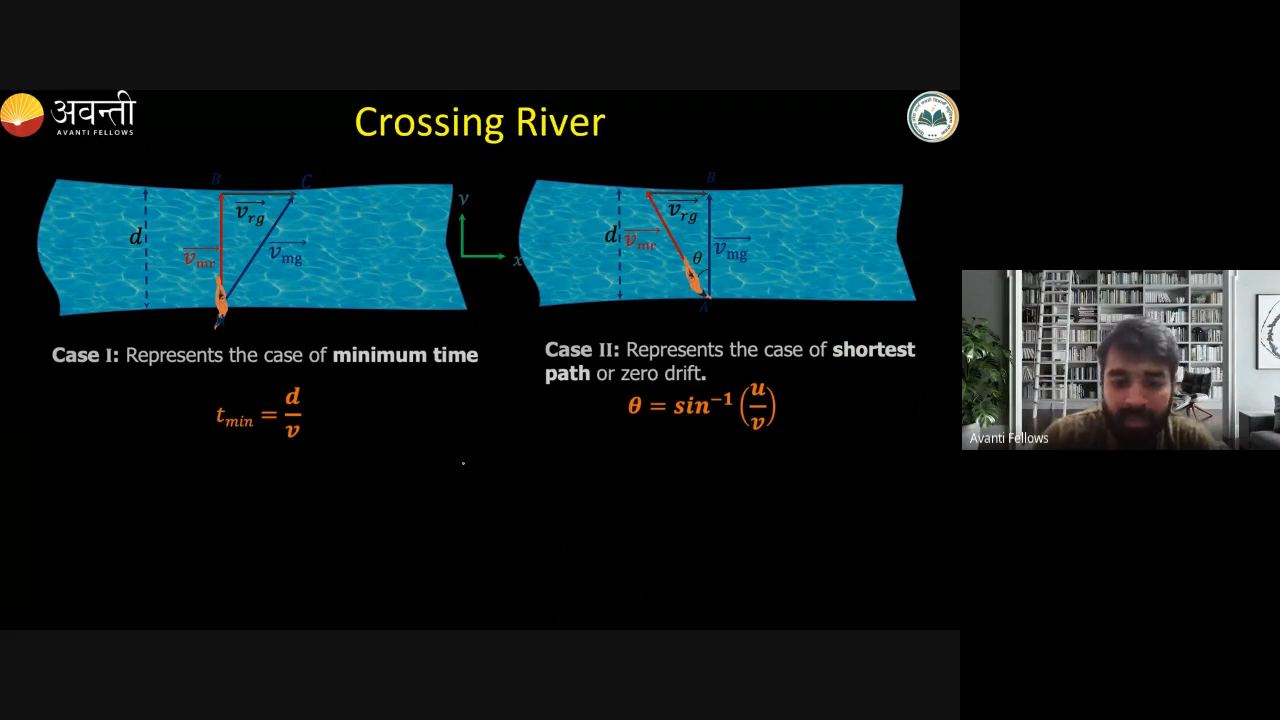 अवन्ती
AVANTI FELLOWS
Crossing River
B
C
d
v_rg
v_mr
v_mg
A
y
x
B
d
v_rg
v_mr
θ
v_mg
A
Case I: Represents the case of minimum time
t_min = d/v
Case II: Represents the case of shortest
path or zero drift.
θ = sin⁻¹ (u/v)
Avanti Fellows